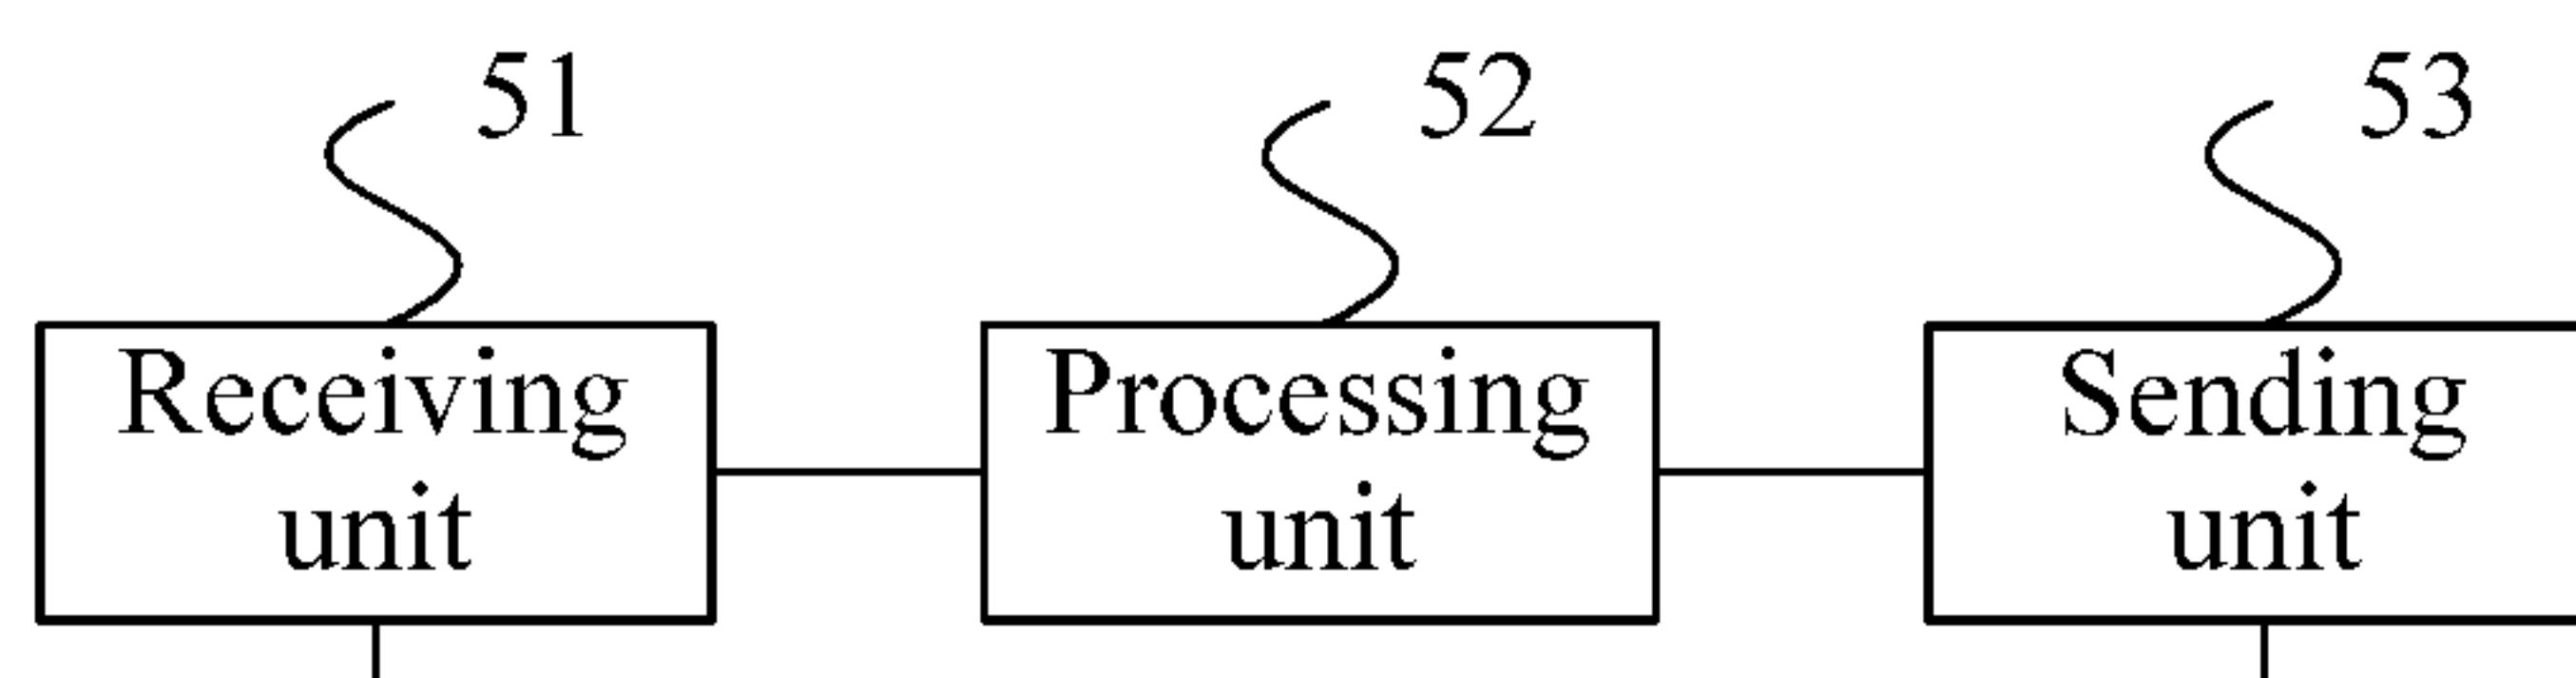 51
52
53
Receiving
unit
Processing
unit
Sending
unit